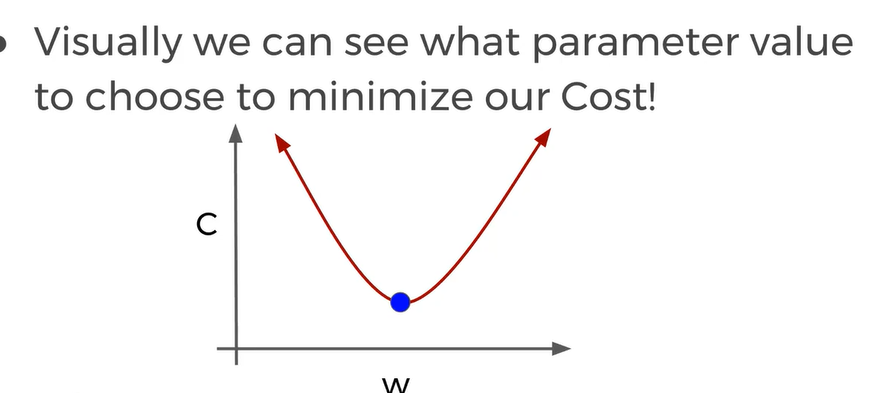 • Visually we can see what parameter value
to choose to minimize our Cost!
C
w